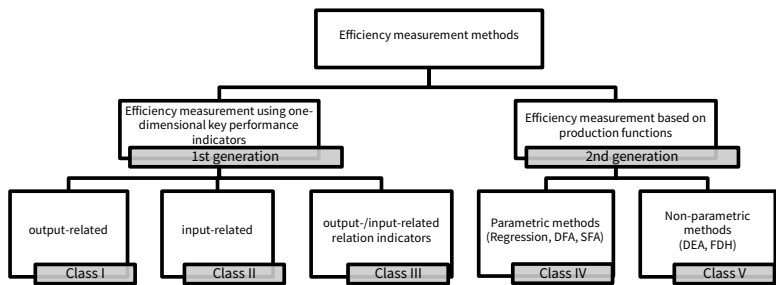 Efficiency measurement methods
Efficiency measurement using one-
dimensional key performance
indicators
1st generation
Efficiency measurement based on
production functions
2nd generation
output-related
Class I
input-related
Class II
output-/input-related
relation indicators
Class III
Parametric methods
(Regression, DFA, SFA)
Class IV
Non-parametric
methods
(DEA, FDH)
Class V